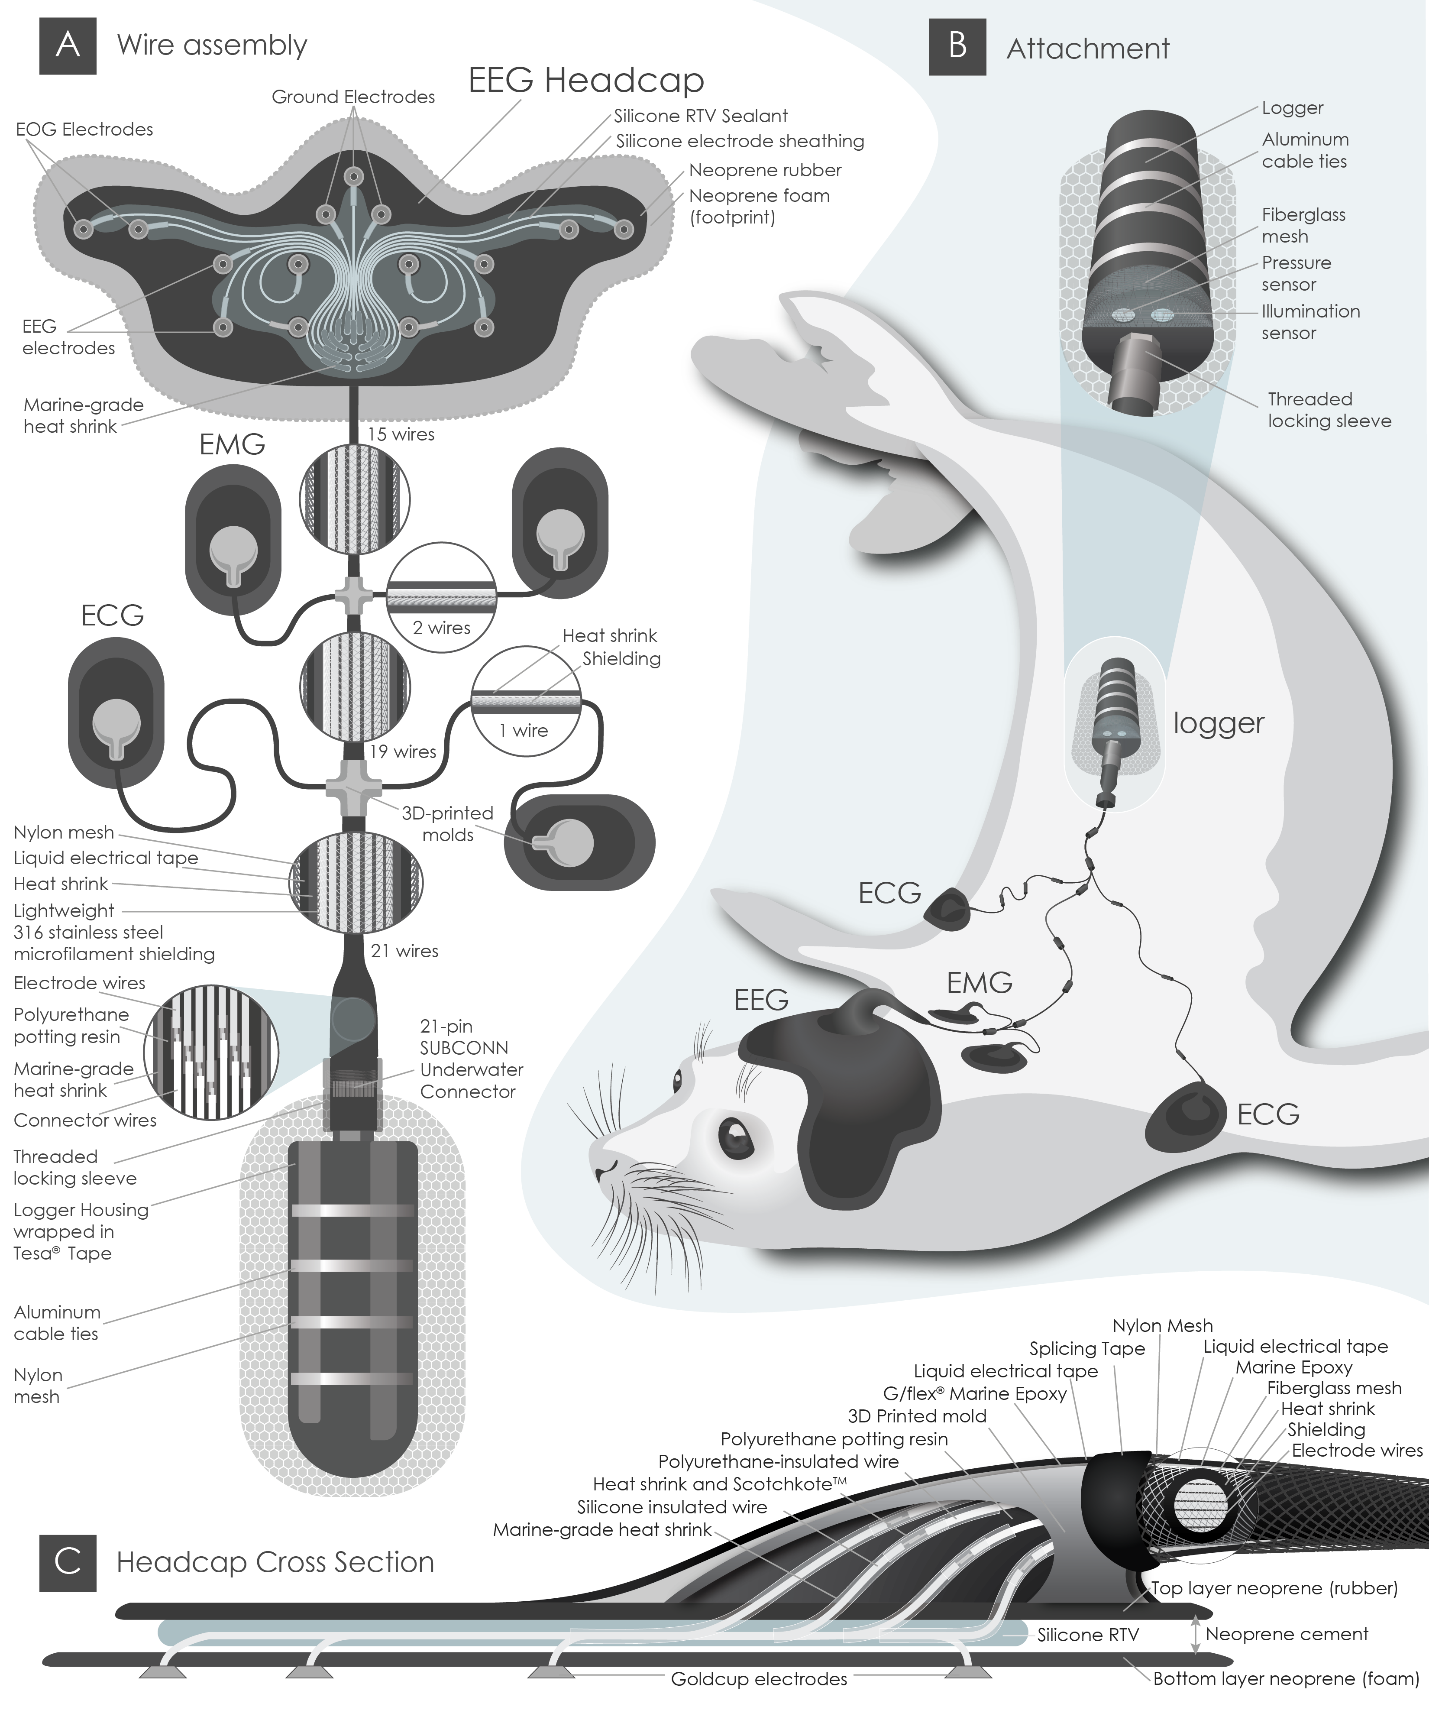 A
Wire assembly
EEG Headcap
Ground Electrodes
EOG Electrodes
Silicone RTV Sealant
Silicone electrode sheathing
Neoprene rubber
Neoprene foam
(footprint)
EEG
electrodes
Marine-grade
heat shrink
15 wires
EMG
2 wires
ECG
Heat shrink
Shielding
1 wire
19 wires
3D-printed
molds
Nylon mesh
Liquid electrical tape
Heat shrink
Lightweight
316 stainless steel
microfilament shielding
21 wires
Electrode wires
Polyurethane
potting resin
Marine-grade
heat shrink
Connector wires
21-pin
SUBCONN
Underwater
Connector
Threaded
locking sleeve
Logger Housing
wrapped in
Tesa® Tape
Aluminum
cable ties
Nylon
mesh
B
Attachment
Logger
Aluminum
cable ties
Fiberglass
mesh
Pressure
sensor
Illumination
sensor
Threaded
locking sleeve
logger
ECG
EMG
EEG
ECG
C
Headcap Cross Section
Nylon Mesh
Splicing Tape
Liquid electrical tape
G/flex® Marine Epoxy
3D Printed mold
Polyurethane potting resin
Polyurethane-insulated wire
Heat shrink and Scotchkote™
Silicone insulated wire
Marine-grade heat shrink
Liquid electrical tape
Marine Epoxy
Fiberglass mesh
Heat shrink
Shielding
Electrode wires
Top layer neoprene (rubber)
Silicone RTV
Neoprene cement
Goldcup electrodes
Bottom layer neoprene (foam)